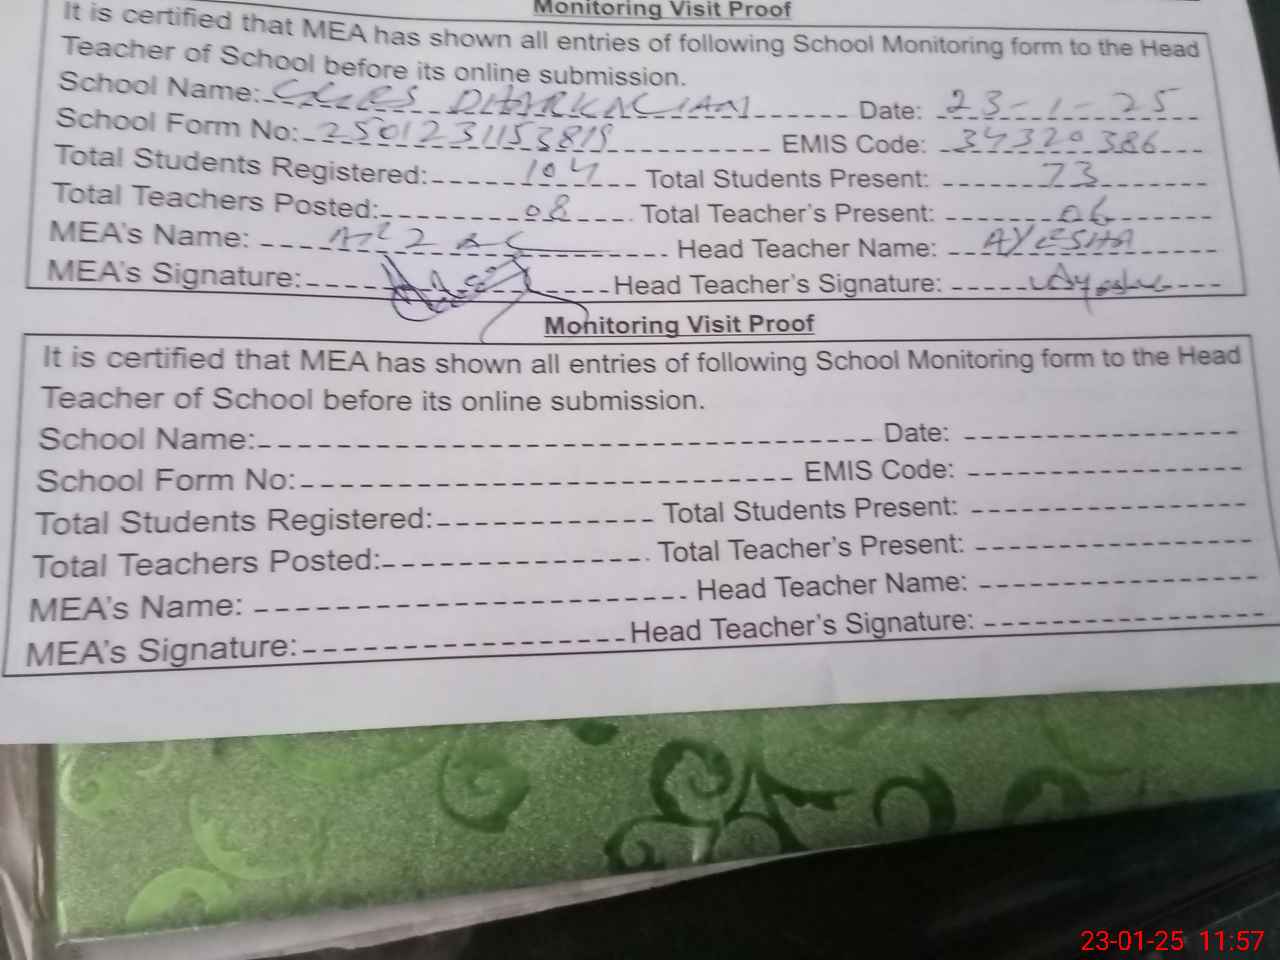 Monitoring Visit Proof
It is certified that MEA has shown all entries of following School Monitoring form to the Head
Teacher of School before its online submission.
School Name: Date: 23-1-25
School Form No: 2501231153819 EMIS Code: 34320386
Total Students Registered: 104 Total Students Present: 73
Total Teachers Posted: 08 Total Teacher's Present: 06
MEA's Name: Head Teacher Name: AYESHA
MEA's Signature: Head Teacher's Signature: Ayesha
Monitoring Visit Proof
It is certified that MEA has shown all entries of following School Monitoring form to the Head
Teacher of School before its online submission.
School Name: Date:
School Form No: EMIS Code:
Total Students Registered: Total Students Present:
Total Teachers Posted: Total Teacher's Present:
MEA's Name: Head Teacher Name:
MEA's Signature: Head Teacher's Signature:
23-01-25 11:57